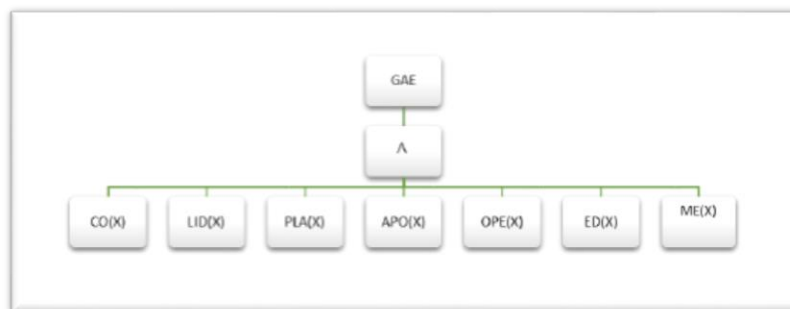 GAE
Λ
CO(X) LID(X) PLA(X) APO(X) OPE(X) ED(X) ME(X)